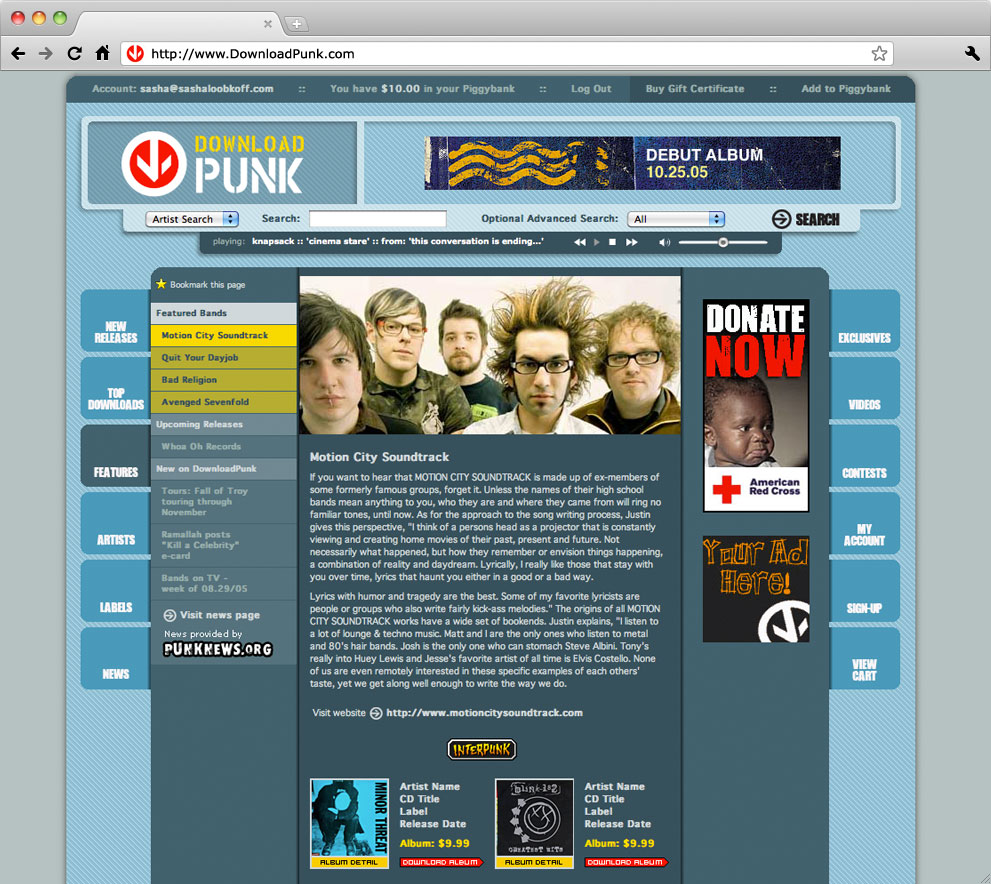 http://www.DownloadPunk.com
Account: sasha@sashaloobkoff.com :: You have $10.00 in your Piggybank :: Log Out Buy Gift Certificate :: Add to Piggybank
DOWNLOAD
PUNK
DEBUT ALBUM
10.25.05
Artist Search Search: Optional Advanced Search: All SEARCH
playing: knapsack :: 'cinema stare' :: from: 'this conversation is ending...'
NEW
RELEASES
TOP
DOWNLOADS
FEATURES
ARTISTS
LABELS
NEWS
Bookmark this page
Featured Bands
Motion City Soundtrack
Quit Your Dayjob
Bad Religion
Avenged Sevenfold
Upcoming Releases
Whoa Oh Records
New on DownloadPunk
Tours: Fall of Troy
touring through
November
Ramallah posts
"Kill a Celebrity"
e-card
Bands on TV -
week of 08.29/05
Visit news page
News provided by
PUNKNEWS.ORG
Motion City Soundtrack
If you want to hear that MOTION CITY SOUNDTRACK is made up of ex-members of
some formerly famous groups, forget it. Unless the names of their high school
bands mean anything to you, who they are and where they came from will ring no
familiar tones, until now. As for the approach to the song writing process, Justin
gives this perspective, "I think of a persons head as a projector that is constantly
viewing and creating home movies of their past, present and future. Not
necessarily what happened, but how they remember or envision things happening,
a combination of reality and daydream. Lyrically, I really like those that stay with
you over time, lyrics that haunt you either in a good or a bad way.
Lyrics with humor and tragedy are the best. Some of my favorite lyricists are
people or groups who also write fairly kick-ass melodies." The origins of all MOTION
CITY SOUNDTRACK works have a wide set of bookends. Justin explains, "I listen to
a lot of lounge & techno music. Matt and I are the only ones who listen to metal
and 80's hair bands. Josh is the only one who can stomach Steve Albini. Tony's
really into Huey Lewis and Jesse's favorite artist of all time is Elvis Costello. None
of us are even remotely interested in these specific examples of each others'
taste, yet we get along well enough to write the way we do.
Visit website http://www.motioncitysoundtrack.com
INTERPUNK
MINOR THREAT
ALBUM DETAIL
Artist Name
CD Title
Label
Release Date
Album: $9.99
DOWNLOAD ALBUM
blink-182
GREATEST HITS
ALBUM DETAIL
Artist Name
CD Title
Label
Release Date
Album: $9.99
DOWNLOAD ALBUM
DONATE
NOW
American
Red Cross
Your Ad
Here!
EXCLUSIVES
VIDEOS
CONTESTS
MY
ACCOUNT
SIGN-UP
VIEW
CART